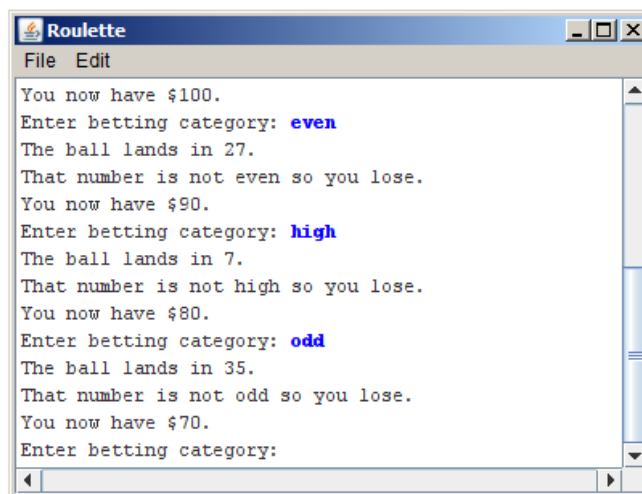 Roulette
File Edit
You now have $100.
Enter betting category: even
The ball lands in 27.
That number is not even so you lose.
You now have $90.
Enter betting category: high
The ball lands in 7.
That number is not high so you lose.
You now have $80.
Enter betting category: odd
The ball lands in 35.
That number is not odd so you lose.
You now have $70.
Enter betting category: